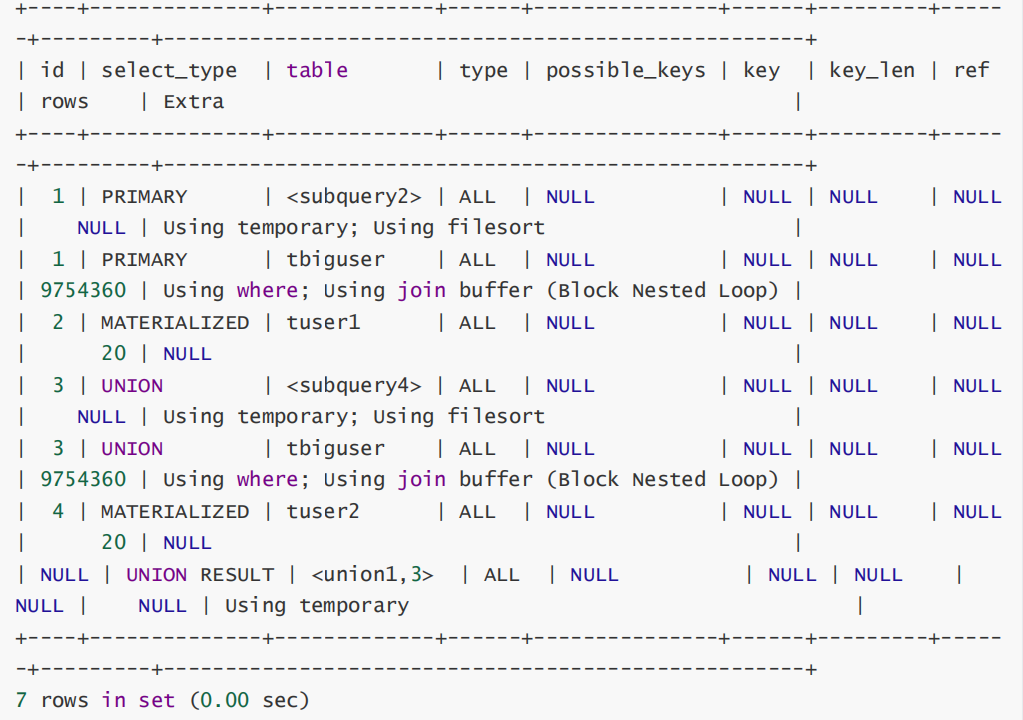 +----+--------------+-------------+------+---------------+------+---------+-----
-+---------+----------------------------------------------------+
| id | select_type  | table       | type | possible_keys | key  | key_len | ref
| rows    | Extra                                              |
+----+--------------+-------------+------+---------------+------+---------+-----
-+---------+----------------------------------------------------+
|  1 | PRIMARY      | <subquery2> | ALL  | NULL          | NULL | NULL    | NULL
|    NULL | Using temporary; Using filesort                    |
|  1 | PRIMARY      | tbiguser    | ALL  | NULL          | NULL | NULL    | NULL
| 9754360 | Using where; Using join buffer (Block Nested Loop) |
|  2 | MATERIALIZED | tuser1      | ALL  | NULL          | NULL | NULL    | NULL
|      20 | NULL                                               |
|  3 | UNION        | <subquery4> | ALL  | NULL          | NULL | NULL    | NULL
|    NULL | Using temporary; Using filesort                    |
|  3 | UNION        | tbiguser    | ALL  | NULL          | NULL | NULL    | NULL
| 9754360 | Using where; Using join buffer (Block Nested Loop) |
|  4 | MATERIALIZED | tuser2      | ALL  | NULL          | NULL | NULL    | NULL
|      20 | NULL                                               |
| NULL | UNION RESULT | <union1,3>  | ALL  | NULL          | NULL | NULL    |
NULL |    NULL | Using temporary                                    |
+----+--------------+-------------+------+---------------+------+---------+-----
-+---------+----------------------------------------------------+
7 rows in set (0.00 sec)